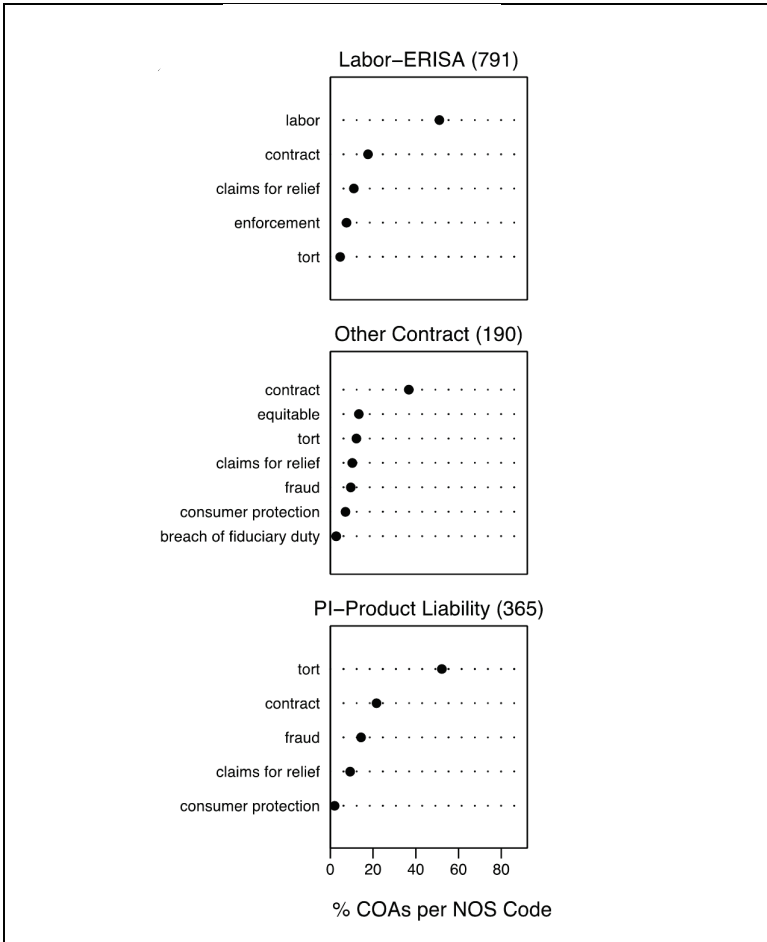 Labor–ERISA (791)
labor
contract
claims for relief
enforcement
tort
Other Contract (190)
contract
equitable
tort
claims for relief
fraud
consumer protection
breach of fiduciary duty
PI–Product Liability (365)
tort
contract
fraud
claims for relief
consumer protection
0 20 40 60 80
% COAs per NOS Code